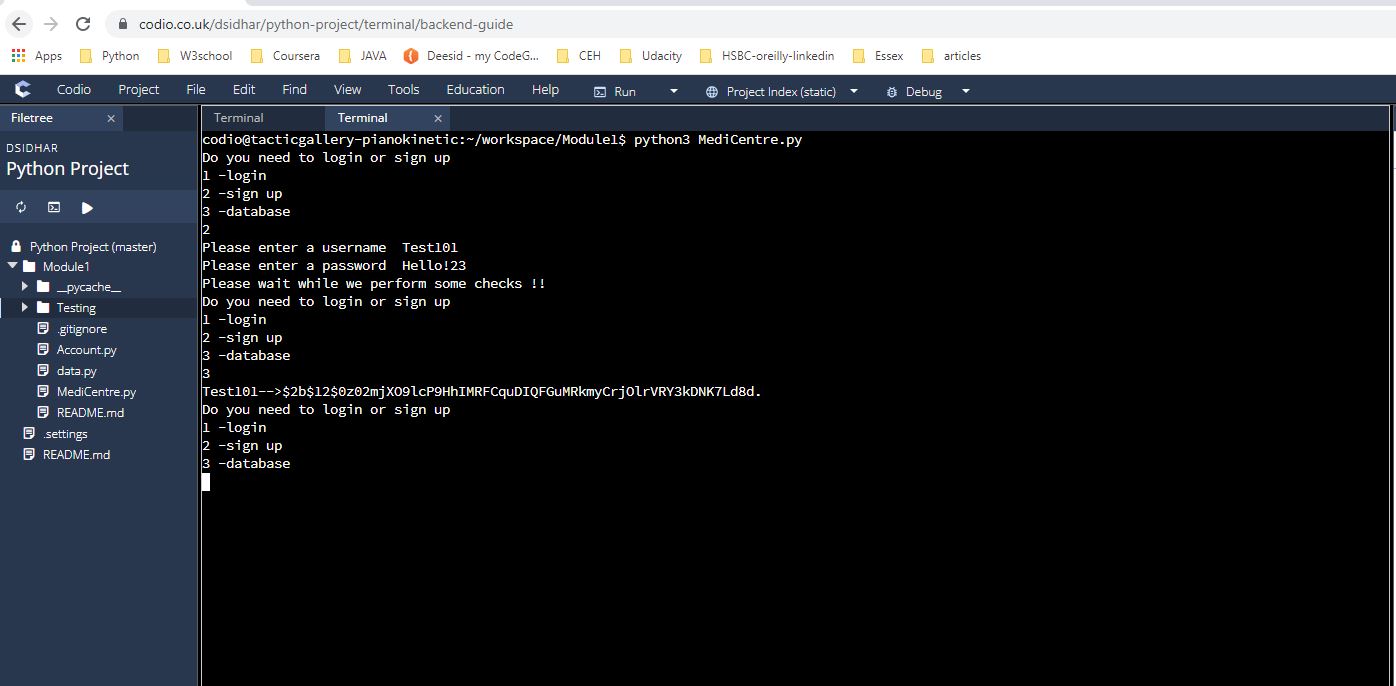 codio.co.uk/dsidhar/python-project/terminal/backend-guide
Apps Python W3school Coursera JAVA Deesid - my CodeG... CEH Udacity HSBC-oreilly-linkedin Essex articles
Codio Project File Edit Find View Tools Education Help Run Project Index (static) Debug
Filetree
DSIDHAR
Python Project
Python Project (master)
Module1
__pycache__
Testing
.gitignore
Account.py
data.py
MediCentre.py
README.md
.settings
README.md
Terminal Terminal
codio@tacticgallery-pianokinetic:~/workspace/Module1$ python3 MediCentre.py
Do you need to login or sign up
1 -login
2 -sign up
3 -database
2
Please enter a username  Test101
Please enter a password  Hello!23
Please wait while we perform some checks !!
Do you need to login or sign up
1 -login
2 -sign up
3 -database
3
Test101-->$2b$12$0z02mjXO9lcP9HhIMRFCquDIQFGuMRkmyCrjOlrVRY3kDNK7Ld8d.
Do you need to login or sign up
1 -login
2 -sign up
3 -database